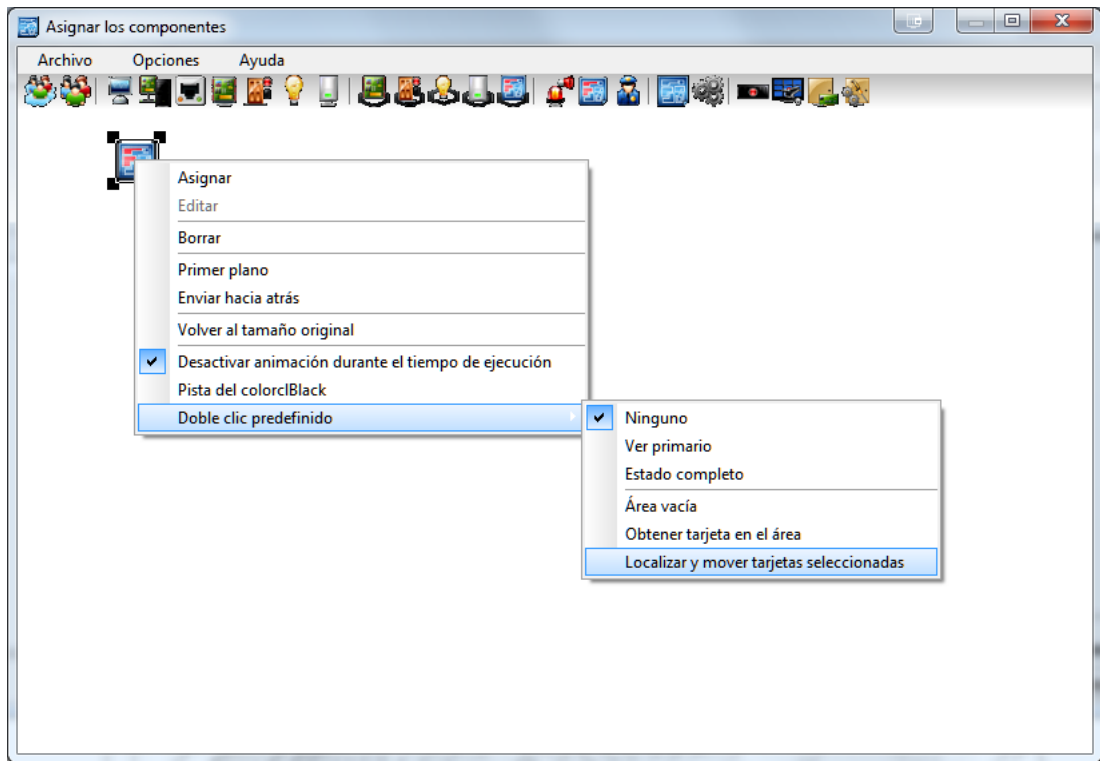 Asignar los componentes
Archivo Opciones Ayuda
Asignar
Editar
Borrar
Primer plano
Enviar hacia atrás
Volver al tamaño original
Desactivar animación durante el tiempo de ejecución
Pista del colorclBlack
Doble clic predefinido
Ninguno
Ver primario
Estado completo
Área vacía
Obtener tarjeta en el área
Localizar y mover tarjetas seleccionadas